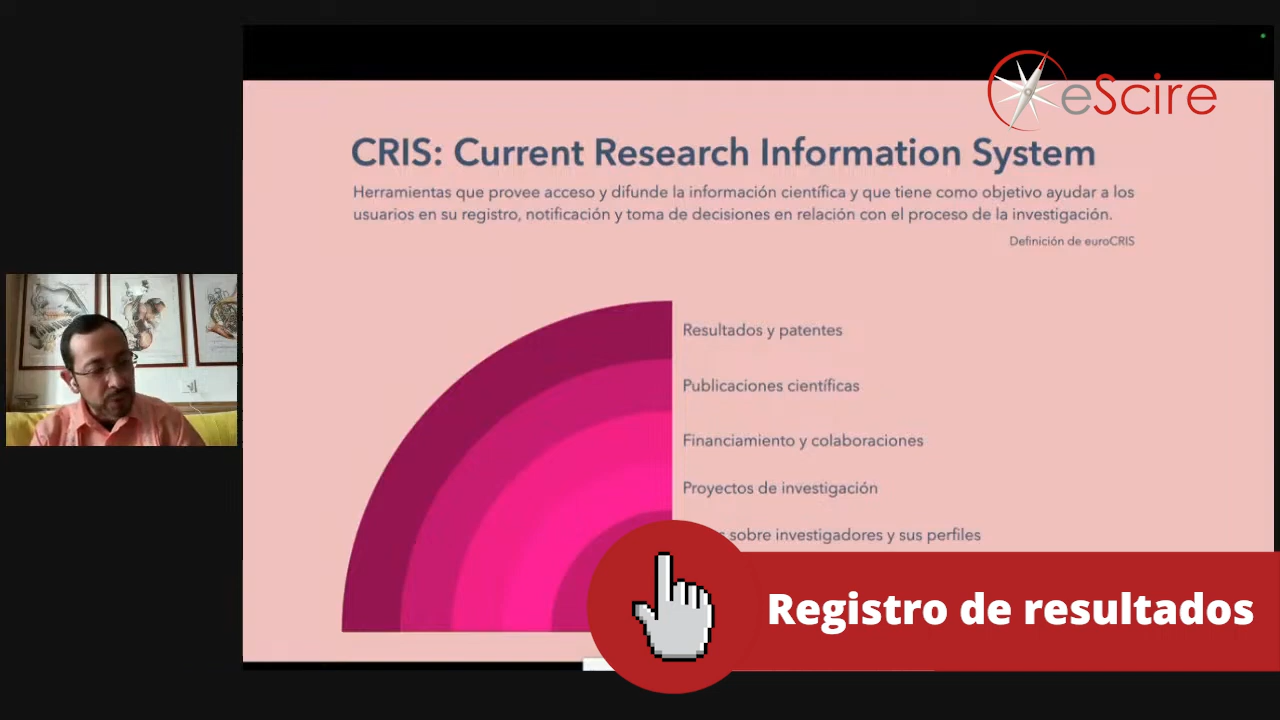 eScire
CRIS: Current Research Information System
Herramientas que provee acceso y difunde la información científica y que tiene como objetivo ayudar a los
usuarios en su registro, notificación y toma de decisiones en relación con el proceso de la investigación.
Definición de euroCRIS
Resultados y patentes
Publicaciones científicas
Financiamiento y colaboraciones
Proyectos de investigación
sobre investigadores y sus perfiles
Registro de resultados